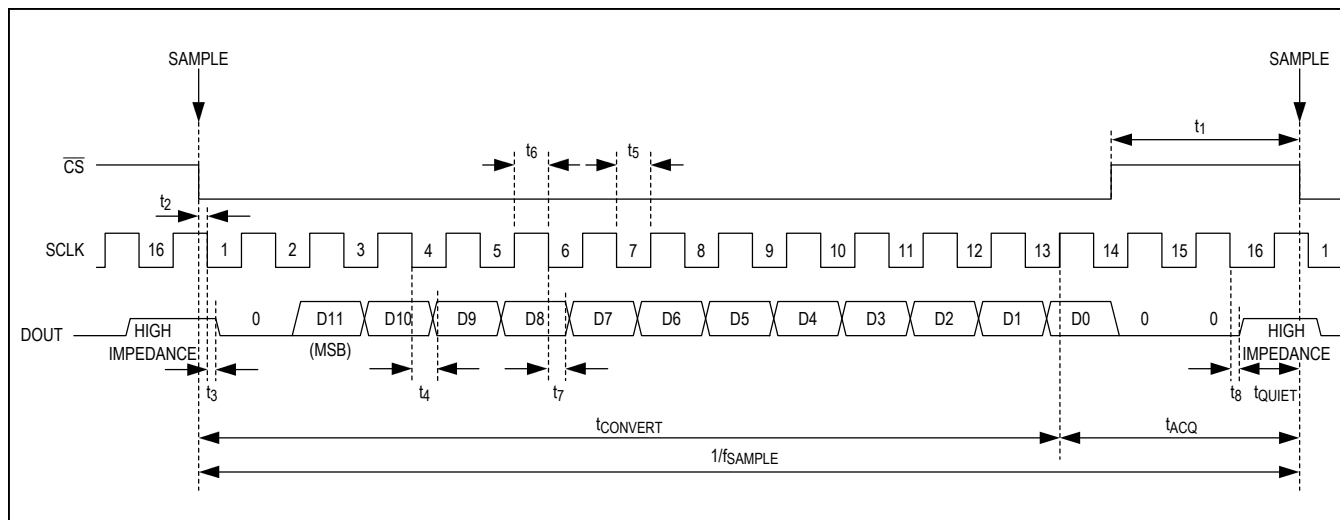 SAMPLE SAMPLE
t1
t6 t5
CS
t2
SCLK 16 1 2 3 4 5 6 7 8 9 10 11 12 13 14 15 16 1
DOUT HIGH IMPEDANCE 0 D11 D10 D9 D8 D7 D6 D5 D4 D3 D2 D1 D0 0 0 HIGH IMPEDANCE
(MSB)
t3 t4 t7 t8 tQUIET
tCONVERT tACQ
1/fSAMPLE